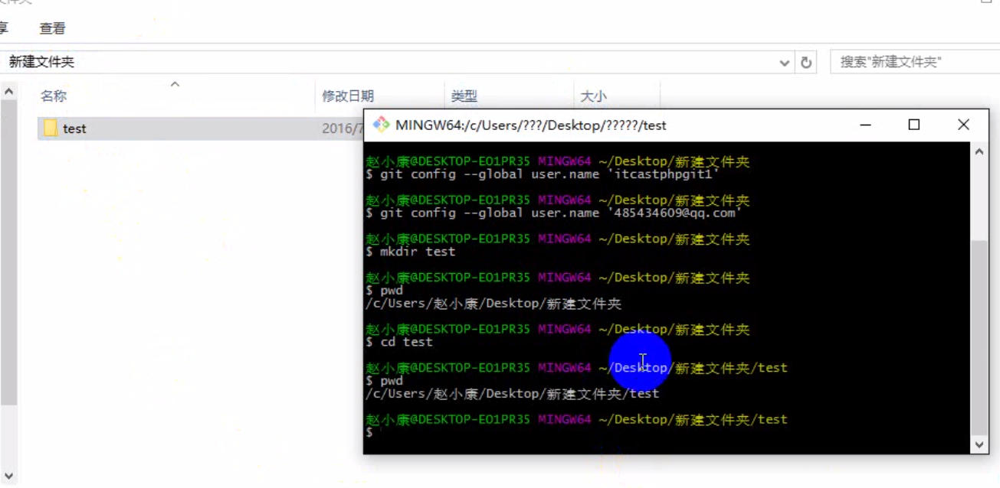 享 查看
新建文件夹
搜索"新建文件夹"
名称 修改日期 类型 大小
test 2016/7
MINGW64:/c/Users/???/Desktop/?????/test
赵小康@DESKTOP-EO1PR35 MINGW64 ~/Desktop/新建文件夹
$ git config --global user.name 'itcastphpgit1'
赵小康@DESKTOP-EO1PR35 MINGW64 ~/Desktop/新建文件夹
$ git config --global user.name '485434609@qq.com'
赵小康@DESKTOP-EO1PR35 MINGW64 ~/Desktop/新建文件夹
$ mkdir test
赵小康@DESKTOP-EO1PR35 MINGW64 ~/Desktop/新建文件夹
$ pwd
/c/Users/赵小康/Desktop/新建文件夹
赵小康@DESKTOP-EO1PR35 MINGW64 ~/Desktop/新建文件夹
$ cd test
赵小康@DESKTOP-EO1PR35 MINGW64 ~/Desktop/新建文件夹/test
$ pwd
/c/Users/赵小康/Desktop/新建文件夹/test
赵小康@DESKTOP-EO1PR35 MINGW64 ~/Desktop/新建文件夹/test
$